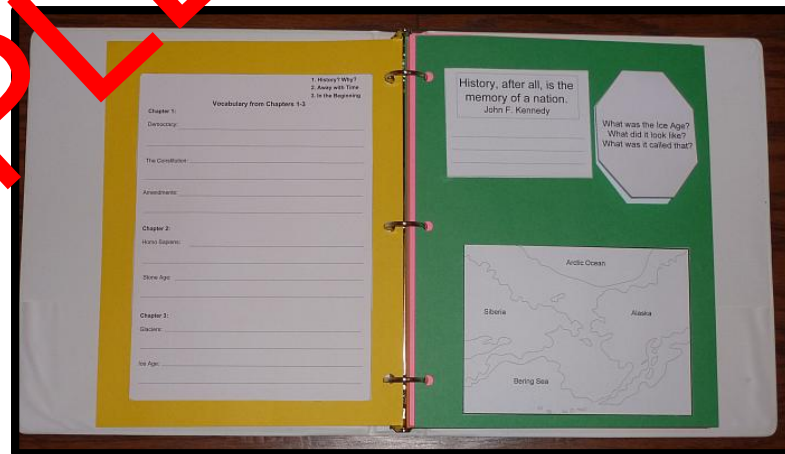 1. History? Why?
2. Away with Time
3. In the Beginning
Vocabulary from Chapters 1-3
Chapter 1:
Democracy:
The Constitution:
Amendments:
Chapter 2:
Homo Sapiens:
Stone Age:
Chapter 3:
Glaciers:
Ice Age:
History, after all, is the
memory of a nation.
John F. Kennedy
What was the Ice Age?
What did it look like?
What was it called that?
Arctic Ocean
Siberia
Alaska
Bering Sea